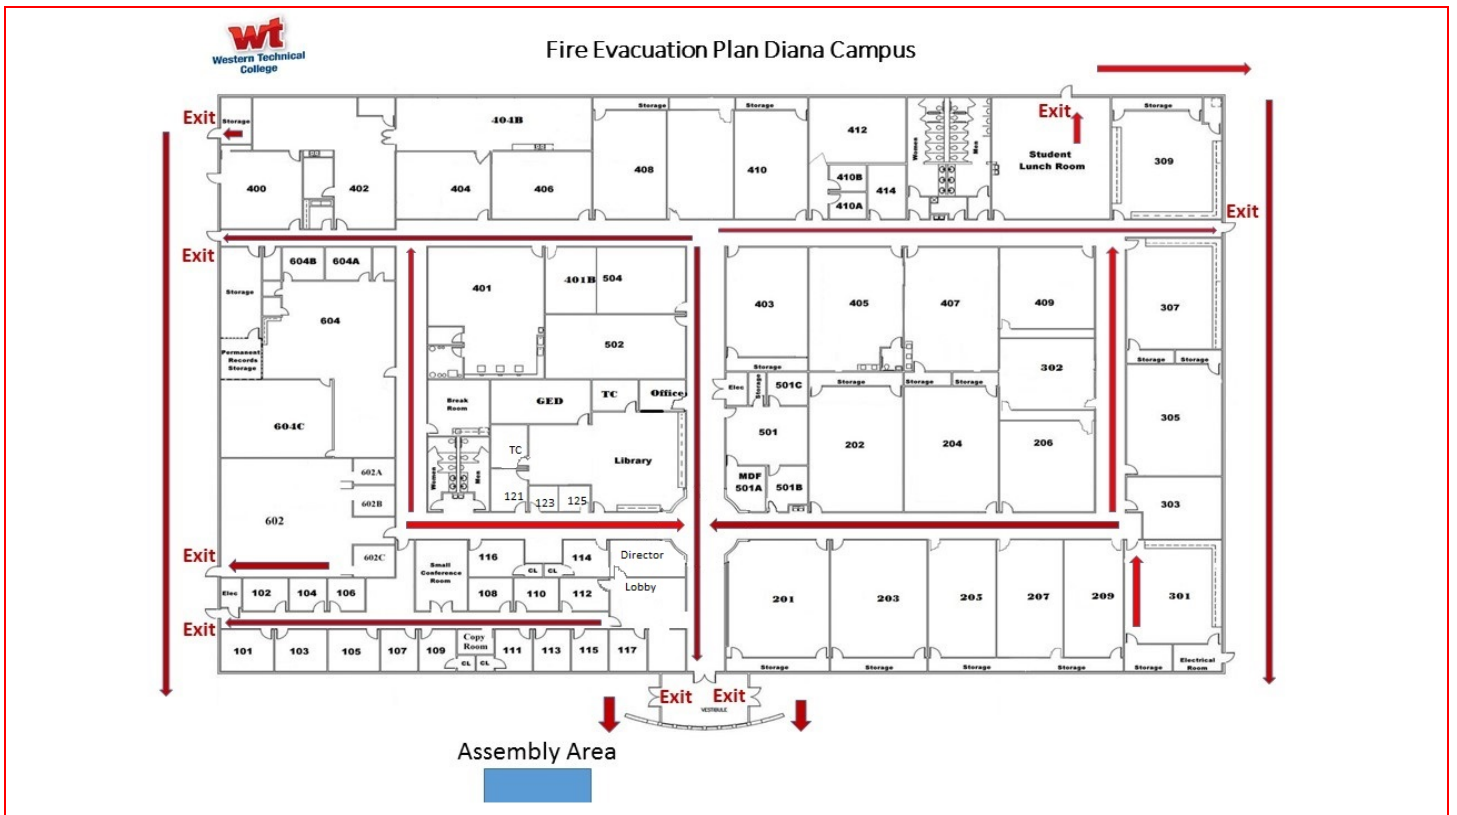 wt
Western Technical
College
Fire Evacuation Plan Diana Campus
Exit
Storage
404B
Storage
Storage
412
Women
Men
Exit
Student
Lunch Room
Storage
309
400
402
404
406
408
410
410B
410A
414
Exit
Exit
604B
604A
Storage
604
Permanent
Records
Storage
604C
401
401B
504
502
403
405
407
409
307
Storage
Storage
Storage
302
Break
Room
GED
TC
Office
Elec
Storage
501C
Storage
Storage
Storage
305
501
202
204
206
Women
Men
TC
Library
121
123
125
MDF
501A
501B
303
602
602A
602B
602C
Exit
Small
Conference
Room
116
CL
CL
114
Director
Lobby
Elec
102
104
106
108
110
112
201
203
205
207
209
301
Exit
101
103
105
107
109
Copy
Room
CL
CL
111
113
115
117
Storage
Storage
Storage
Storage
Storage
Electrical
Room
Exit
Exit
VESTIBULE
Assembly Area